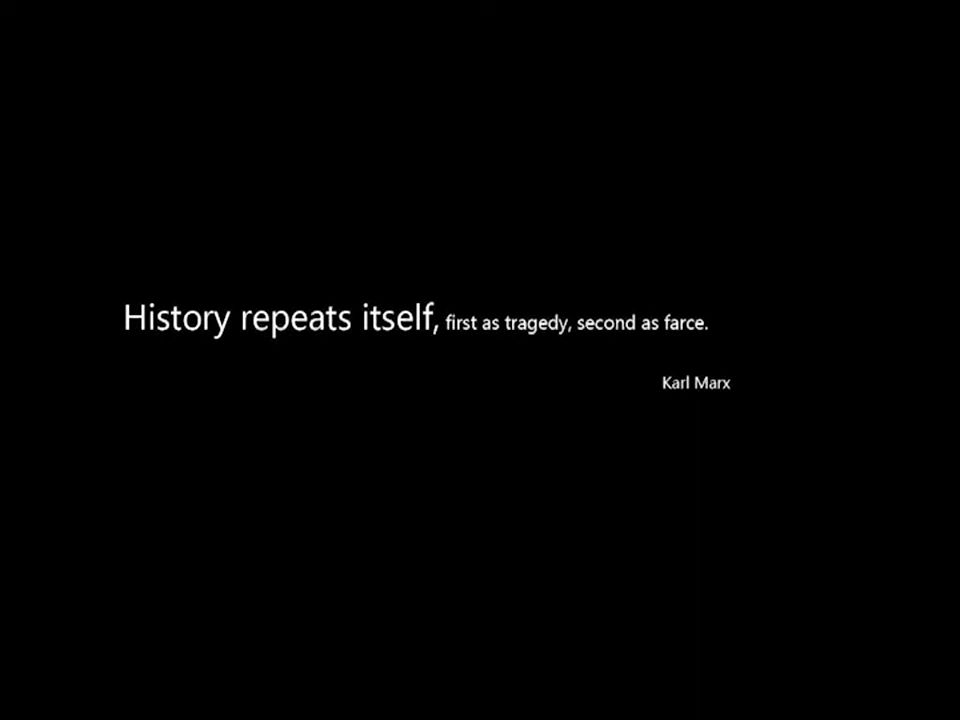 History repeats itself, first as tragedy, second as farce.
Karl Marx